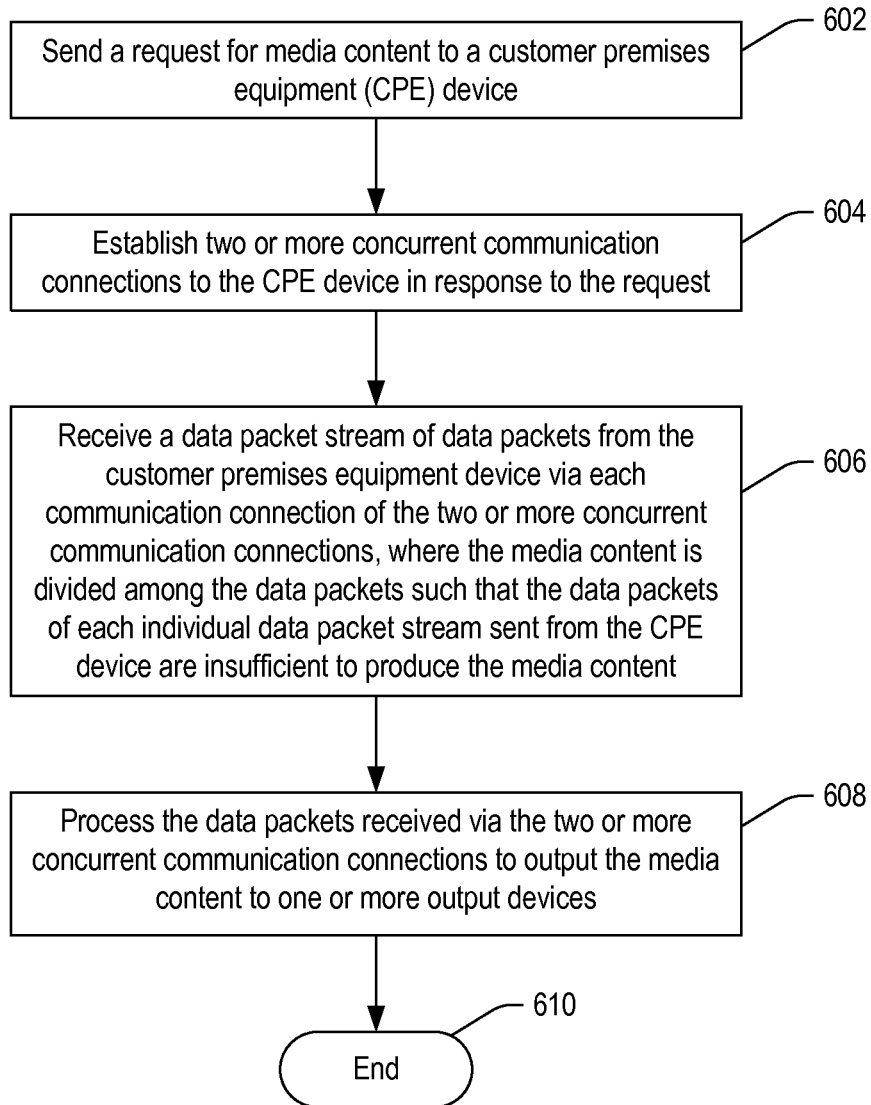 602
Send a request for media content to a customer premises
equipment (CPE) device
604
Establish two or more concurrent communication
connections to the CPE device in response to the request
606
Receive a data packet stream of data packets from the
customer premises equipment device via each
communication connection of the two or more concurrent
communication connections, where the media content is
divided among the data packets such that the data packets
of each individual data packet stream sent from the CPE
device are insufficient to produce the media content
608
Process the data packets received via the two or more
concurrent communication connections to output the media
content to one or more output devices
610
End